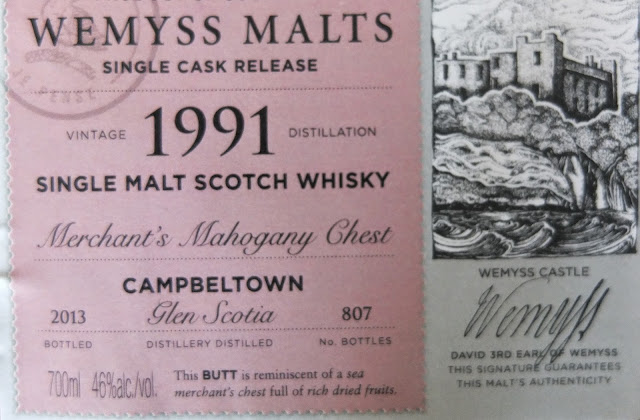 WEMYSS MALTS
SINGLE CASK RELEASE
JE PENSE
VINTAGE 1991 DISTILLATION
SINGLE MALT SCOTCH WHISKY
Merchant's Mahogany Chest
CAMPBELTOWN
2013 Glen Scotia 807
BOTTLED DISTILLERY DISTILLED No. BOTTLES
700ml 46%alc./vol.
This BUTT is reminiscent of a sea
merchant's chest full of rich dried fruits.
WEMYSS CASTLE
Wemyss
DAVID 3RD EARL OF WEMYSS
THIS SIGNATURE GUARANTEES
THIS MALT'S AUTHENTICITY